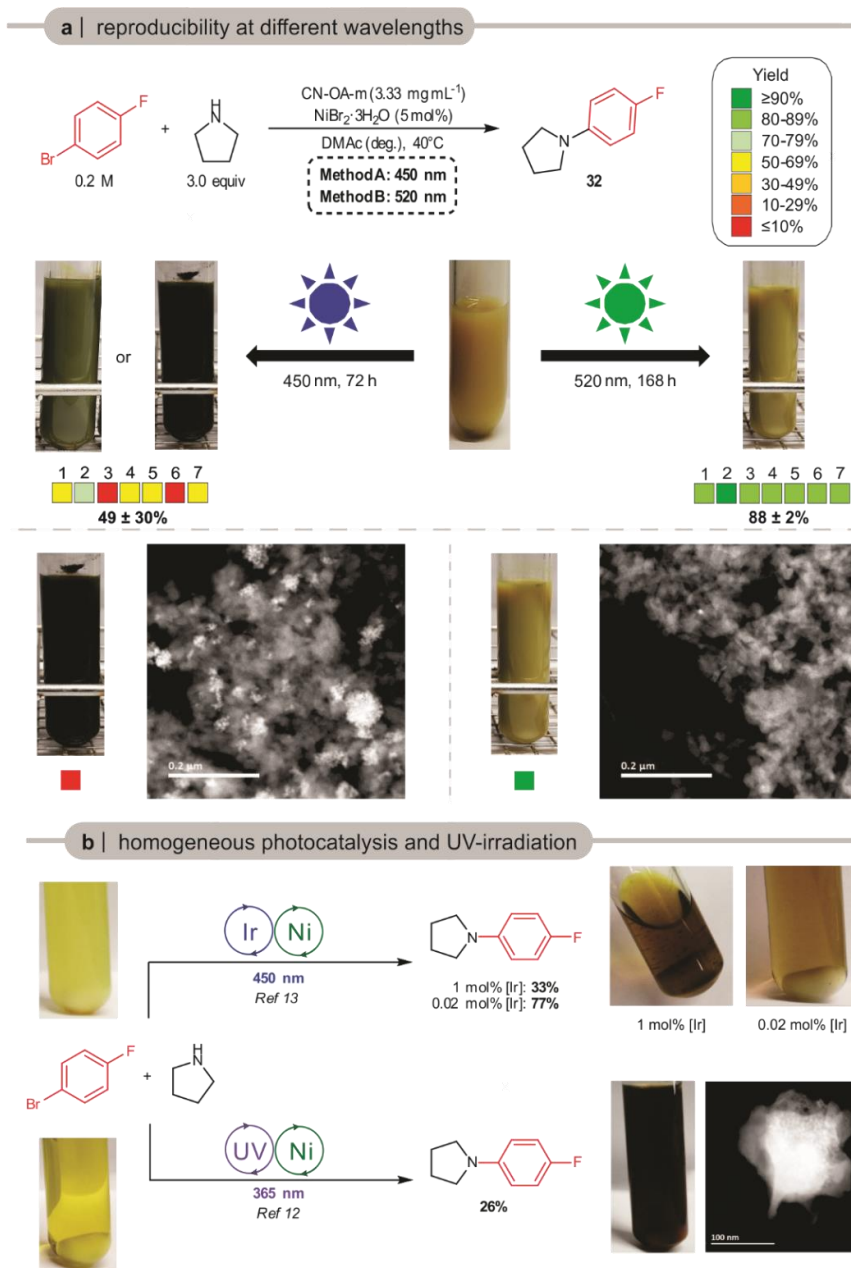 a | reproducibility at different wavelengths
CN-OA-m (3.33 mg mL⁻¹)
NiBr₂·3H₂O (5 mol%)
DMAc (deg.), 40°C
Method A: 450 nm
Method B: 520 nm
F
Br
0.2 M
+
H
N
3.0 equiv
N
F
32
Yield
≥90%
80-89%
70-79%
50-69%
30-49%
10-29%
≤10%
or
450 nm, 72 h
520 nm, 168 h
1 2 3 4 5 6 7
49 ± 30%
1 2 3 4 5 6 7
88 ± 2%
0.2 µm
0.2 µm
b | homogeneous photocatalysis and UV-irradiation
Ir Ni
450 nm
Ref 13
N
F
1 mol% [Ir]: 33%
0.02 mol% [Ir]: 77%
1 mol% [Ir]
0.02 mol% [Ir]
F
Br
+
H
N
UV Ni
365 nm
Ref 12
N
F
26%
100 nm